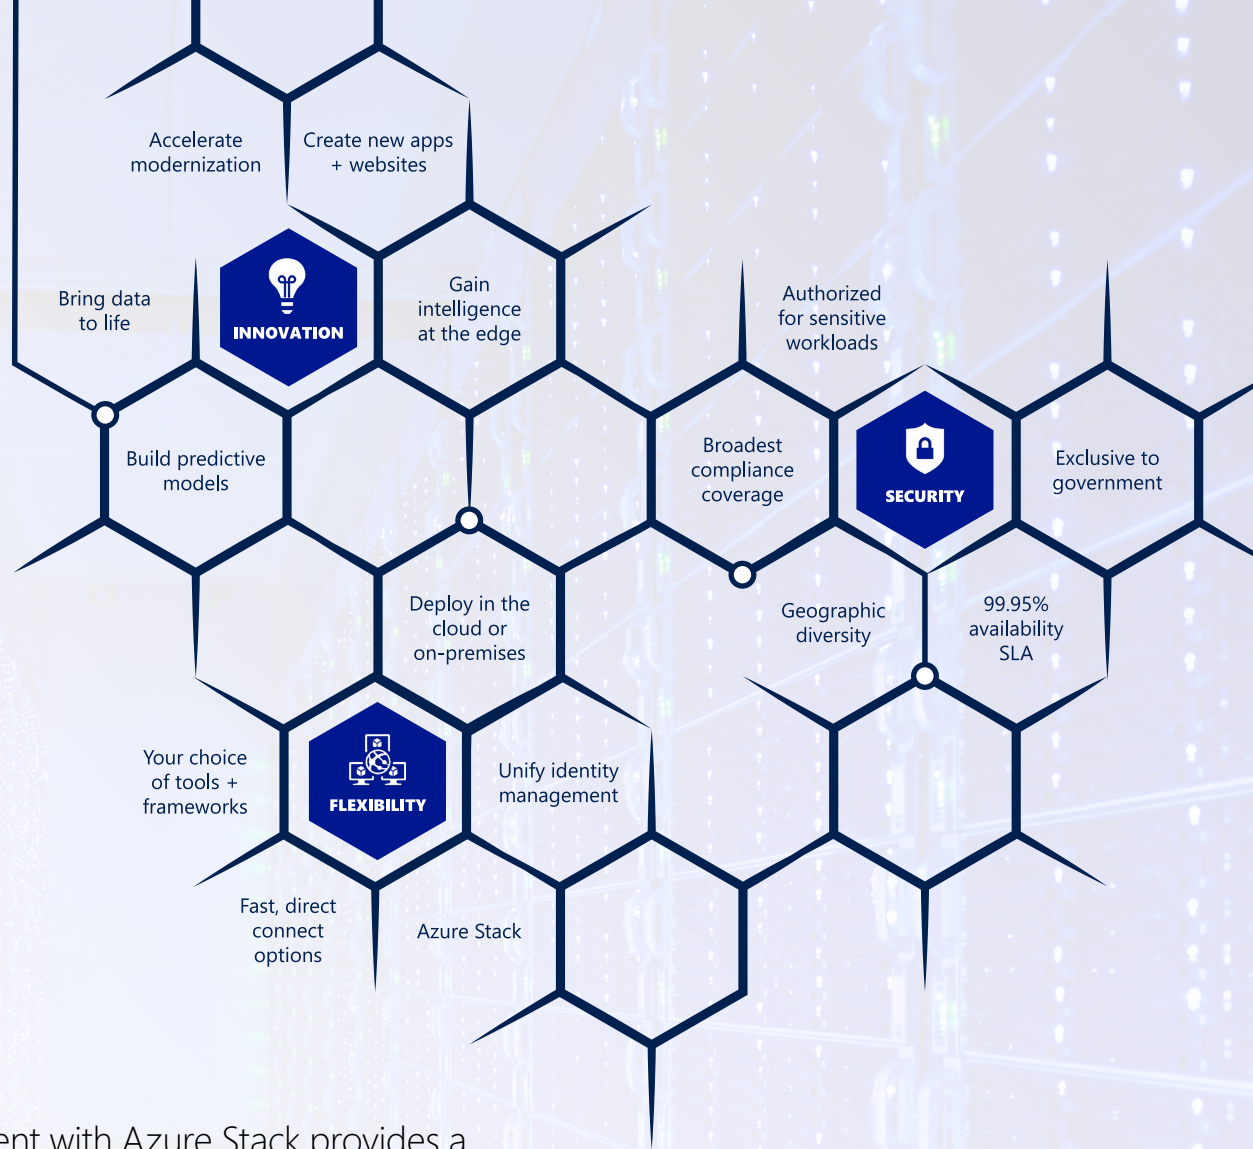 Accelerate
modernization
Create new apps
+ websites
Bring data
to life
INNOVATION
Gain
intelligence
at the edge
Build predictive
models
Authorized
for sensitive
workloads
Broadest
compliance
coverage
SECURITY
Exclusive to
government
Deploy in the
cloud or
on-premises
Geographic
diversity
99.95%
availability
SLA
Your choice
of tools +
frameworks
FLEXIBILITY
Unify identity
management
Fast, direct
connect
options
Azure Stack
with Azure Stack provides a